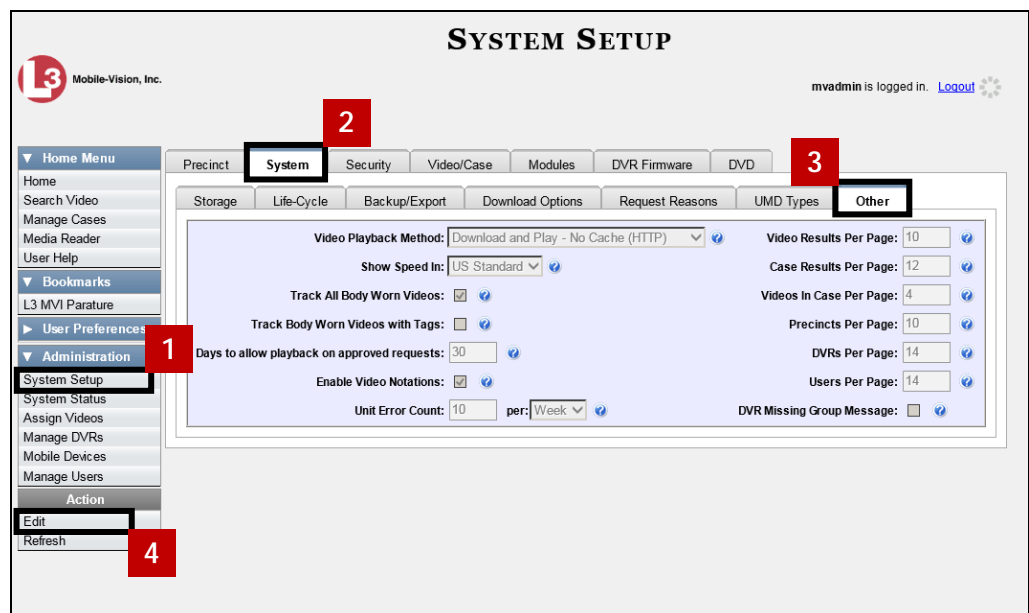 SYSTEM SETUP
L3 Mobile-Vision, Inc.
mvadmin is logged in. Logout
2
3
▼ Home Menu
Home
Search Video
Manage Cases
Media Reader
User Help
▼ Bookmarks
L3 MVI Parature
▶ User Preferences
1
▼ Administration
System Setup
System Status
Assign Videos
Manage DVRs
Mobile Devices
Manage Users
Action
Edit
Refresh
4
Precinct System Security Video/Case Modules DVR Firmware DVD
Storage Life-Cycle Backup/Export Download Options Request Reasons UMD Types Other
Video Playback Method: Download and Play - No Cache (HTTP) ?
Show Speed In: US Standard ?
Track All Body Worn Videos: ?
Track Body Worn Videos with Tags: ?
Days to allow playback on approved requests: 30 ?
Enable Video Notations: ?
Unit Error Count: 10 per: Week ?
Video Results Per Page: 10 ?
Case Results Per Page: 12 ?
Videos In Case Per Page: 4 ?
Precincts Per Page: 10 ?
DVRs Per Page: 14 ?
Users Per Page: 14 ?
DVR Missing Group Message: ?